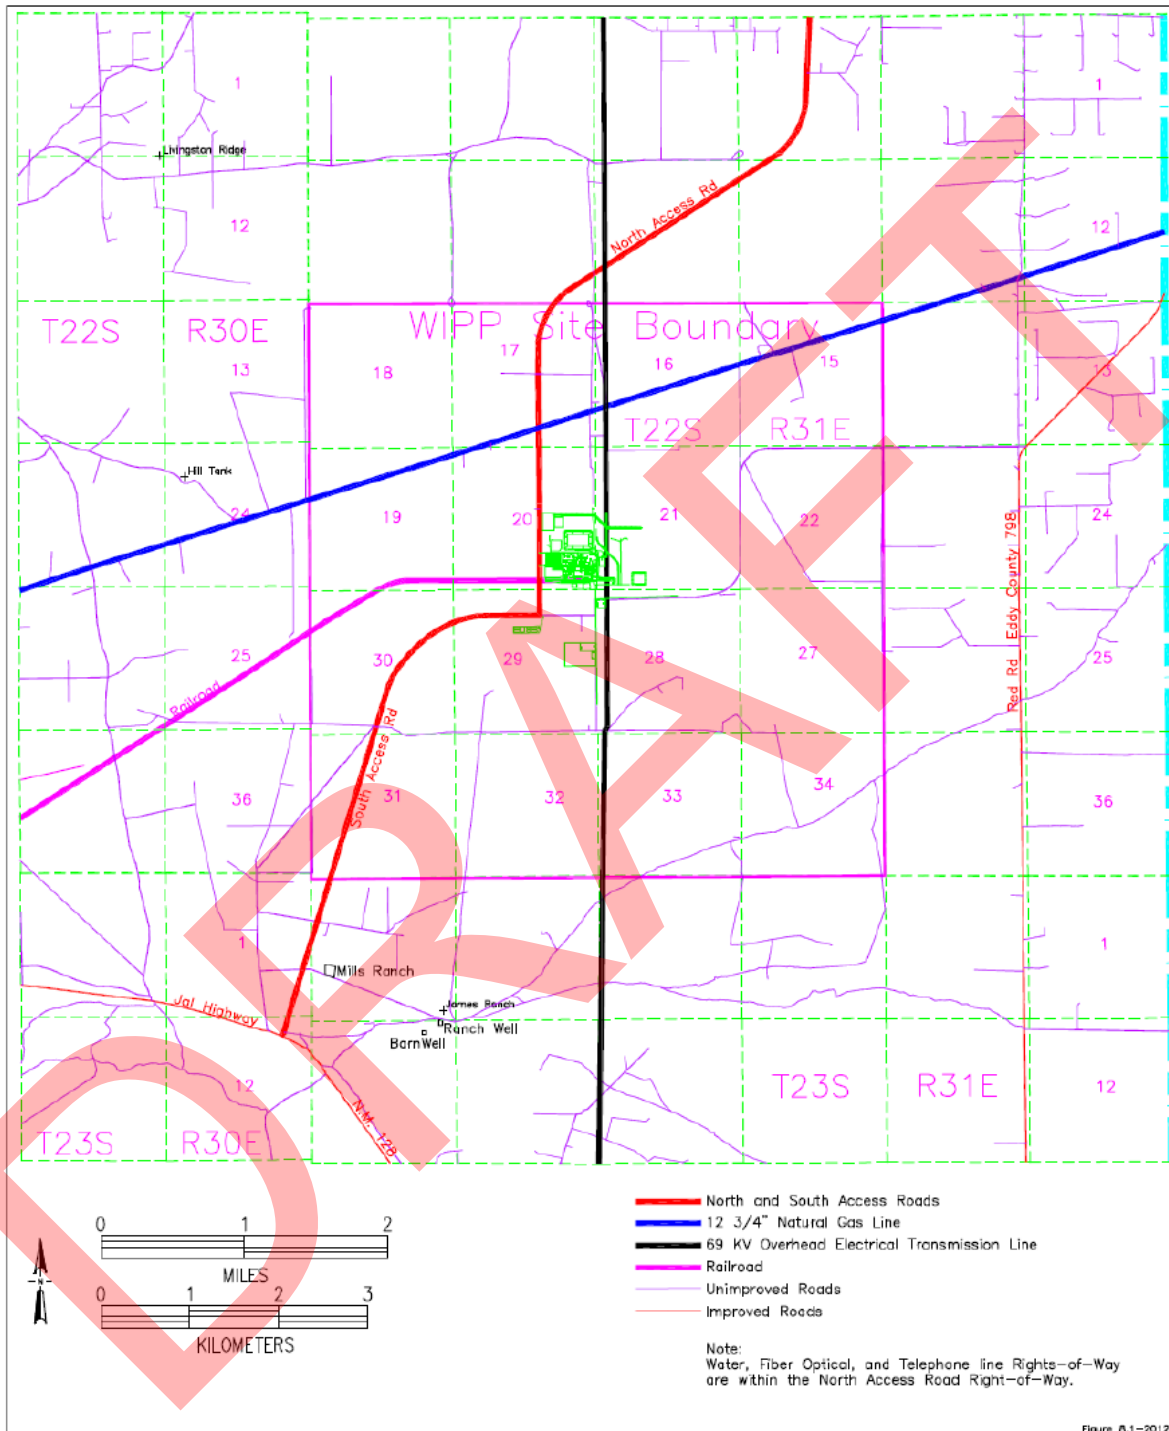 1
1
Livingston Ridge
North Access Rd
12
12
T22S R30E
WIPP Site Boundary
17
16
15
13
13
18
T22S R31E
Hill Tank
24
19
20
21
22
24
Red Rd Eddy County 798
25
30
29
28
27
25
Railroad
South Access Rd
36
31
32
33
34
36
1
1
Mills Ranch
Jal Highway
James Ranch
Ranch Well
Barn Well
12
T23S R31E
12
N.M. 128
T23S R30E
DRAFT
North and South Access Roads
12 3/4" Natural Gas Line
69 KV Overhead Electrical Transmission Line
Railroad
Unimproved Roads
Improved Roads
0 1 2
MILES
N
0 1 2 3
KILOMETERS
Note:
Water, Fiber Optical, and Telephone line Rights-of-Way
are within the North Access Road Right-of-Way.